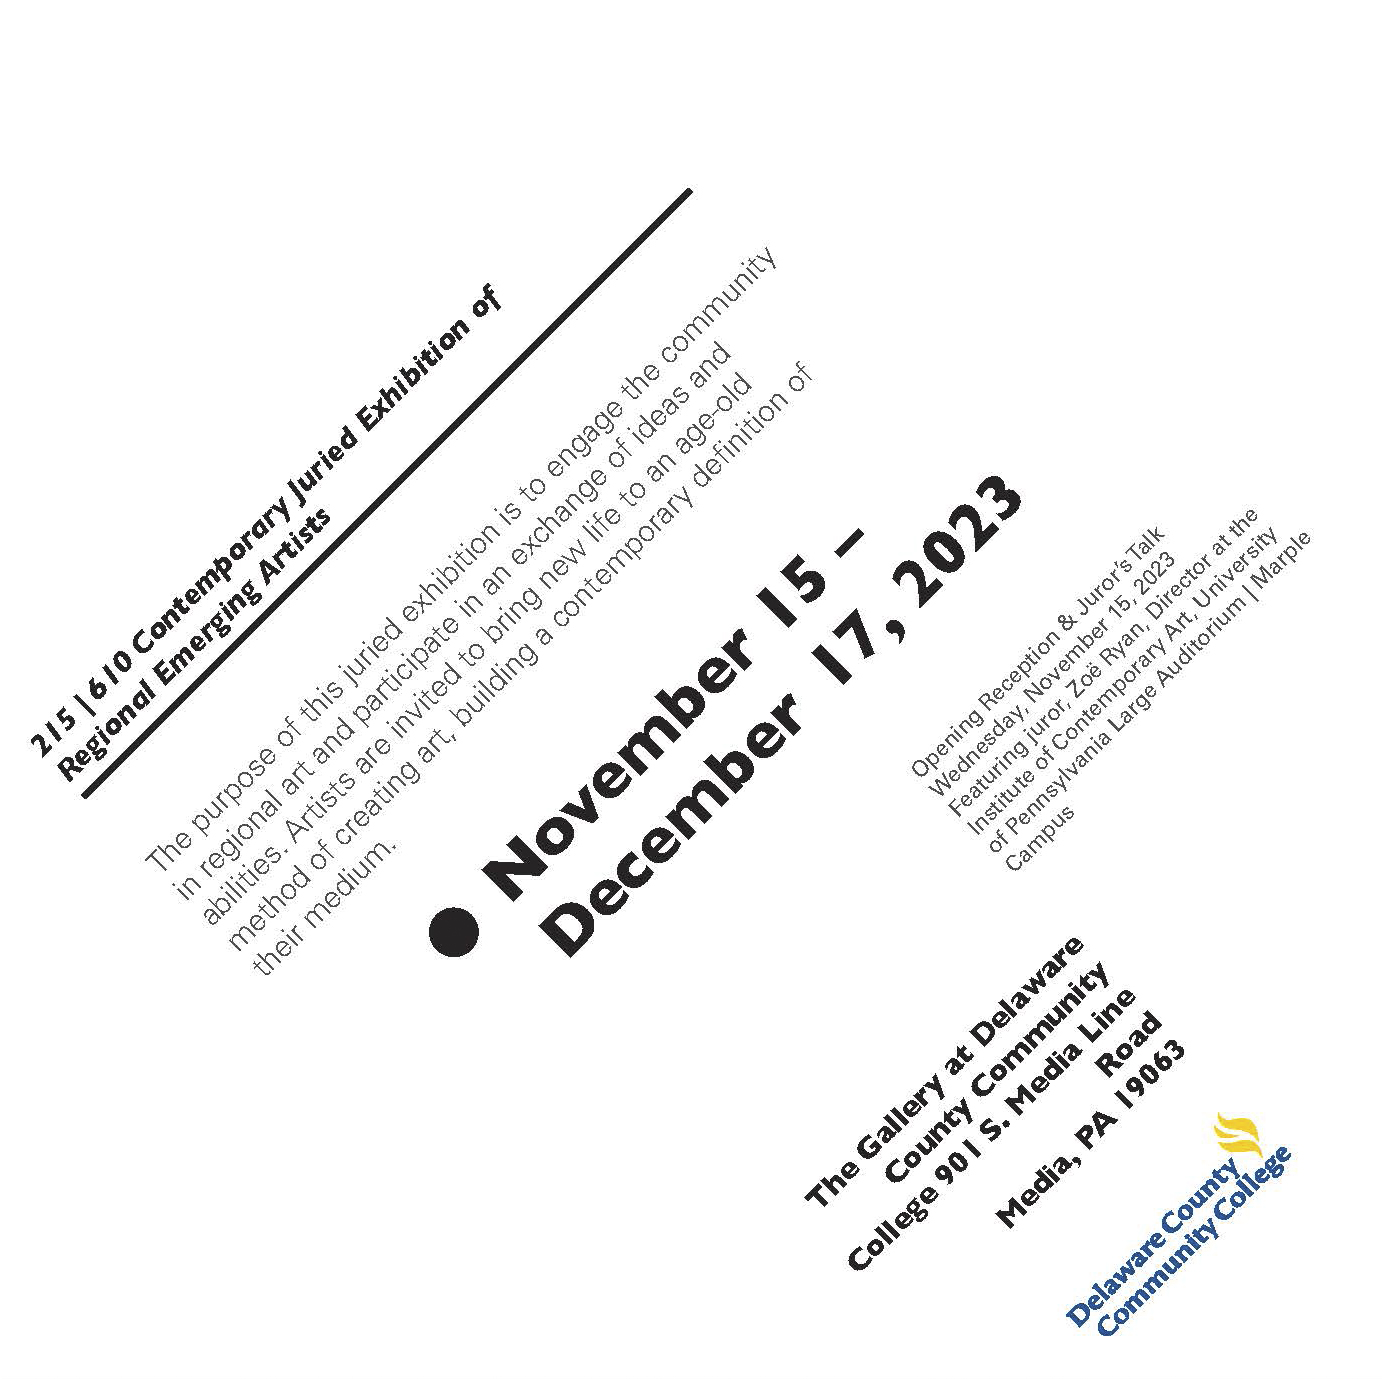 215 | 610 Contemporary Juried Exhibition of
Regional Emerging Artists
The purpose of this juried exhibition is to engage the community
in regional art and participate in an exchange of ideas and
abilities. Artists are invited to bring new life to an age-old
method of creating art, building a contemporary definition of
their medium.
November 15 –
December 17, 2023
Opening Reception & Juror's Talk
Wednesday, November 15, 2023
Featuring juror, Zoë Ryan, Director at the
Institute of Contemporary Art, University
of Pennsylvania Large Auditorium | Marple
Campus
The Gallery at Delaware
County Community
College 901 S. Media Line
Road
Media, PA 19063
Delaware County
Community College